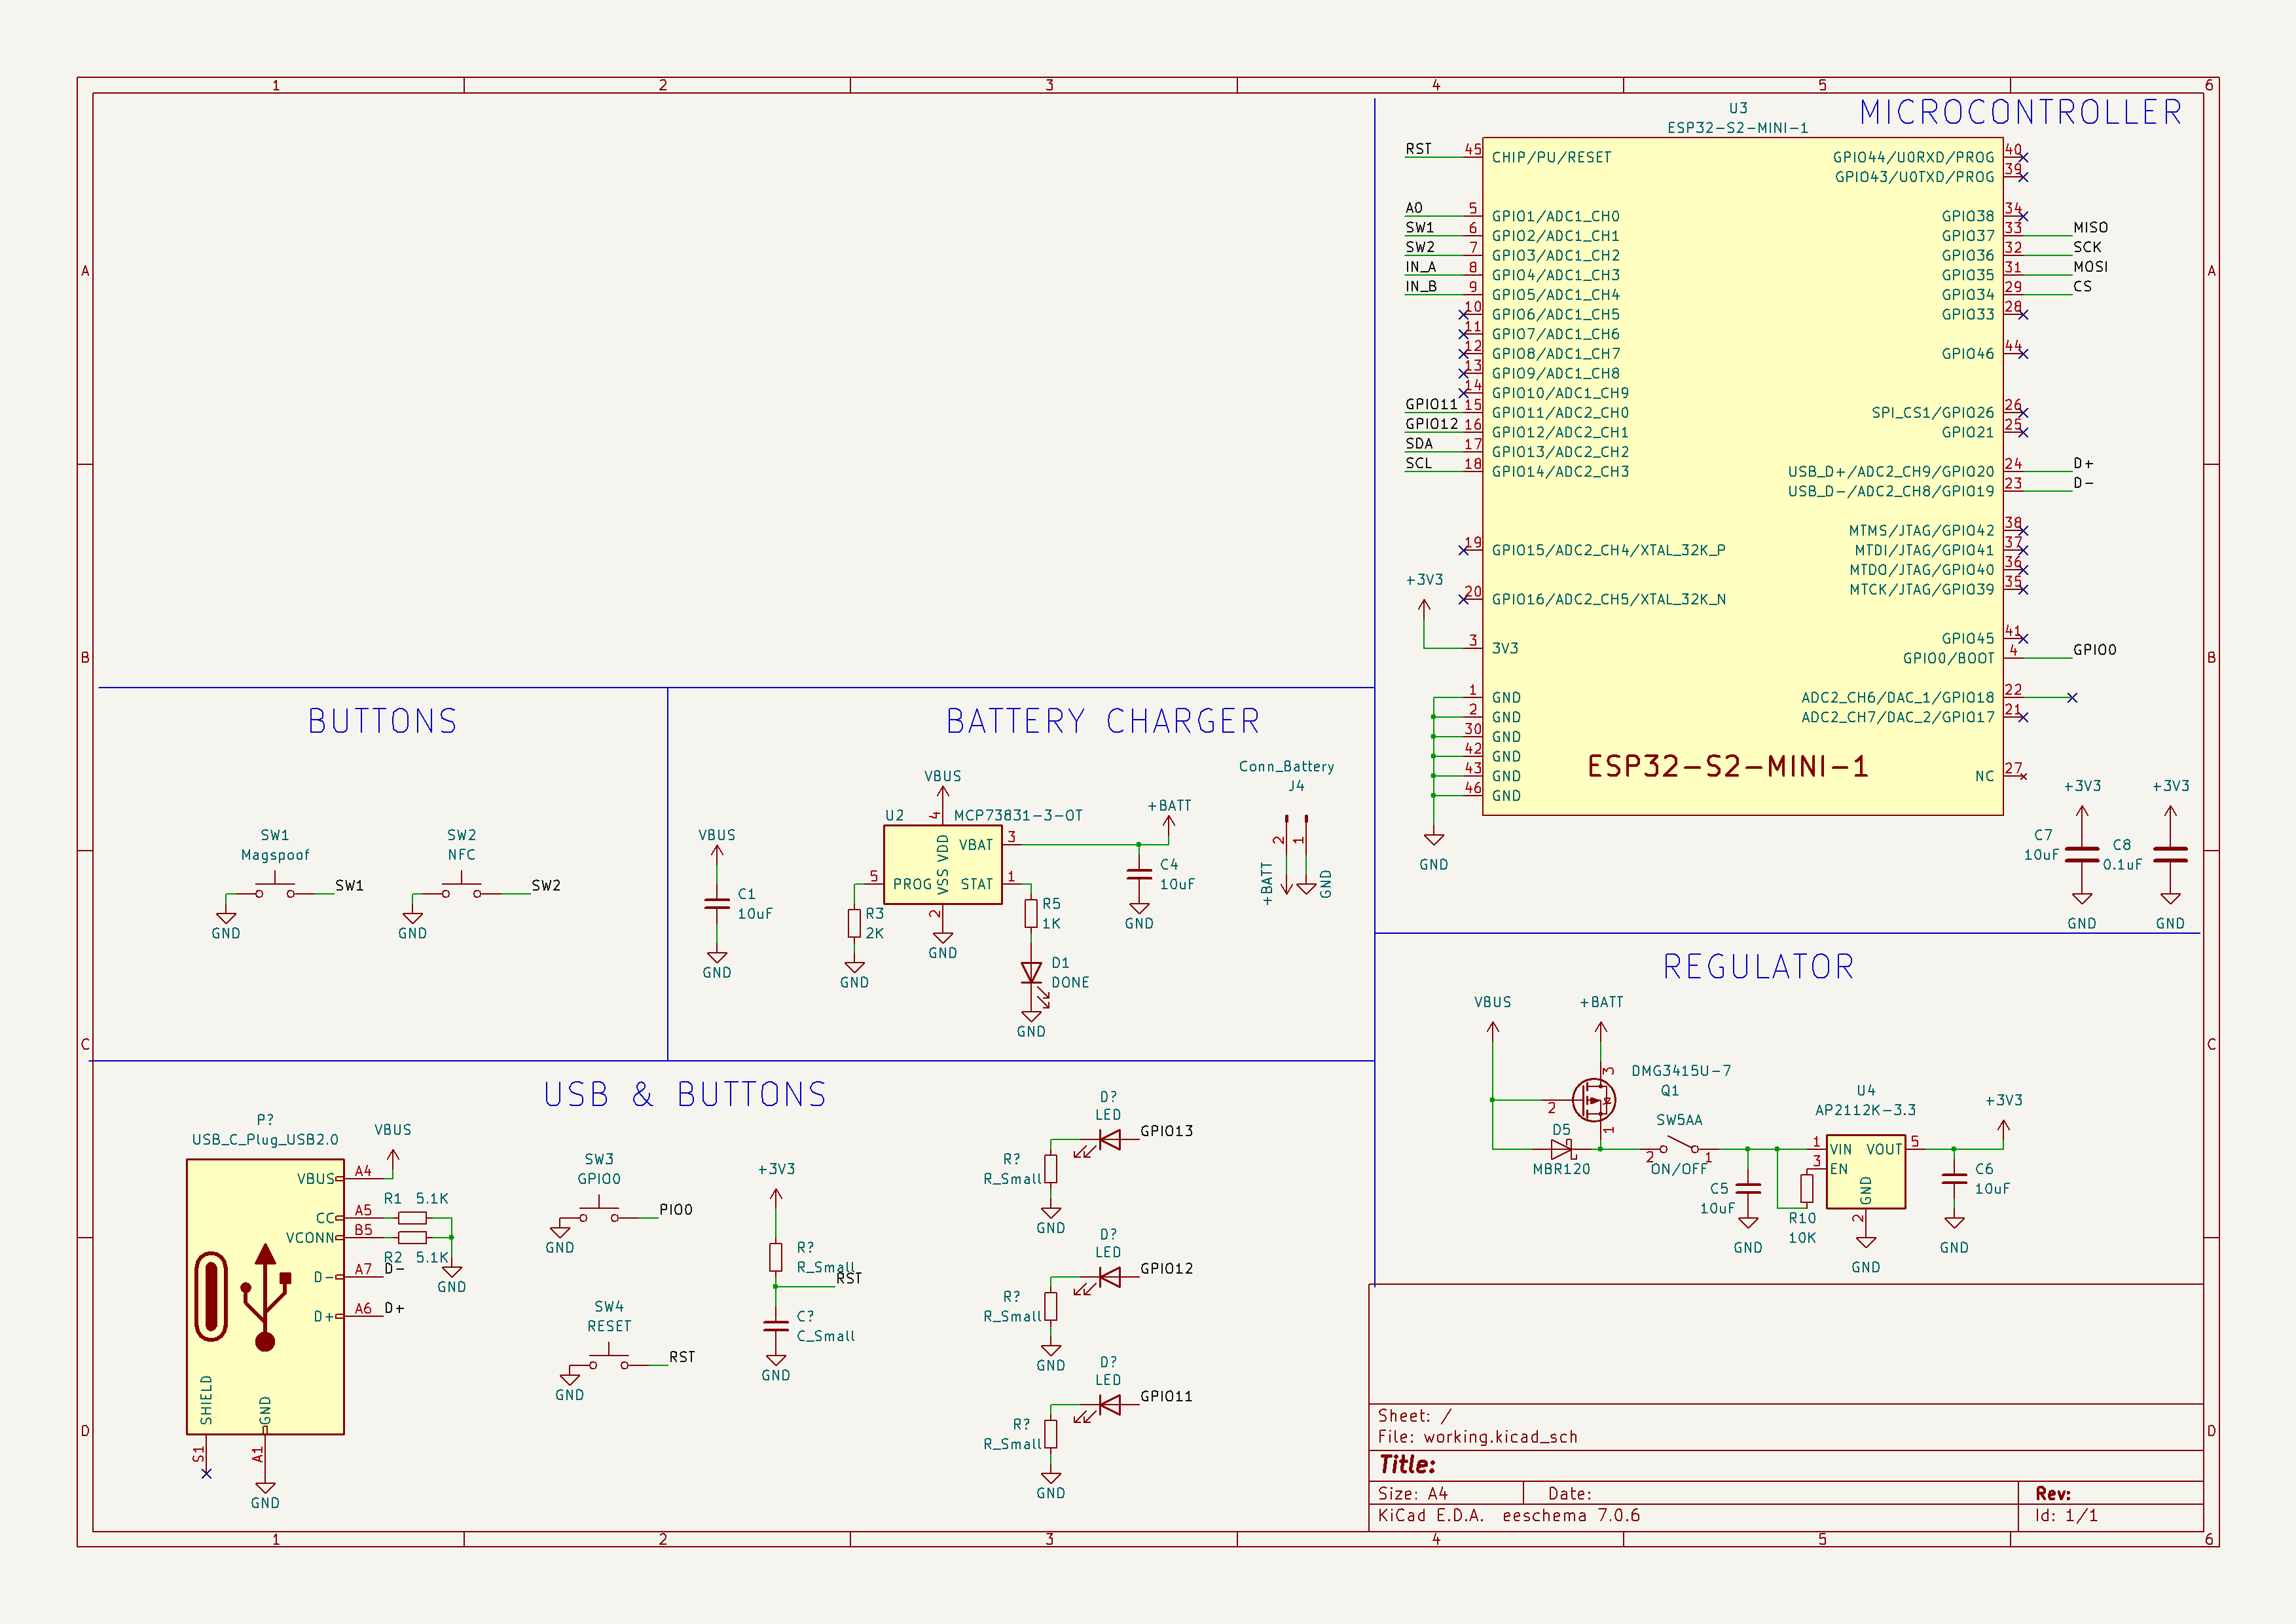 1 2 3 4 5 6
MICROCONTROLLER
U3
ESP32-S2-MINI-1
RST 45 CHIP/PU/RESET
A0 5 GPIO1/ADC1_CH0
SW1 6 GPIO2/ADC1_CH1
SW2 7 GPIO3/ADC1_CH2
IN_A 8 GPIO4/ADC1_CH3
IN_B 9 GPIO5/ADC1_CH4
10 GPIO6/ADC1_CH5
11 GPIO7/ADC1_CH6
12 GPIO8/ADC1_CH7
13 GPIO9/ADC1_CH8
14 GPIO10/ADC1_CH9
GPIO11 15 GPIO11/ADC2_CH0
GPIO12 16 GPIO12/ADC2_CH1
SDA 17 GPIO13/ADC2_CH2
SCL 18 GPIO14/ADC2_CH3
19 GPIO15/ADC2_CH4/XTAL_32K_P
+3V3
20 GPIO16/ADC2_CH5/XTAL_32K_N
3 3V3
1 GND
2 GND
30 GND
42 GND
43 GND
46 GND
GND
GPIO44/U0RXD/PROG 40
GPIO43/U0TXD/PROG 39
GPIO38 34
GPIO37 33 MISO
GPIO36 32 SCK
GPIO35 31 MOSI
GPIO34 29 CS
GPIO33 28
GPIO46 44
SPI_CS1/GPIO26 26
GPIO21 25
USB_D+/ADC2_CH9/GPIO20 24 D+
USB_D-/ADC2_CH8/GPIO19 23 D-
MTMS/JTAG/GPIO42 38
MTDI/JTAG/GPIO41 37
MTDO/JTAG/GPIO40 36
MTCK/JTAG/GPIO39 35
GPIO45 41
GPIO0/BOOT 4 GPIO0
ADC2_CH6/DAC_1/GPIO18 22
ADC2_CH7/DAC_2/GPIO17 21
ESP32-S2-MINI-1
NC 27
+3V3 +3V3
C7
10uF
C8
0.1uF
GND GND
A A
B B
C C
D D
BUTTONS
SW1
Magspoof
SW1
GND
SW2
NFC
SW2
GND
BATTERY CHARGER
VBUS
C1
10uF
GND
VBUS
U2 MCP73831-3-OT
4
VDD
VSS
VBAT 3
5 PROG
STAT 1
2
GND
R3
2K
GND
R5
1K
D1
DONE
GND
+BATT
C4
10uF
GND
Conn_Battery
J4
2 1
+BATT
GND
REGULATOR
VBUS +BATT
DMG3415U-7
Q1
3
2
1
D5
MBR120
SW5AA
2 1
ON/OFF
C5
10uF
GND
R10
10K
U4
AP2112K-3.3
1 VIN VOUT 5
3 EN
GND
2
GND
+3V3
C6
10uF
GND
USB & BUTTONS
P?
USB_C_Plug_USB2.0
VBUS
VBUS A4
R1 5.1K
CC A5
VCONN B5
R2 5.1K
D- A7 D-
GND
D+ A6 D+
SHIELD
GND
S1
A1
GND
SW3
GPIO0
PIO0
GND
SW4
RESET
RST
GND
+3V3
R?
R_Small
RST
C?
C_Small
GND
D?
LED
GPIO13
R?
R_Small
GND
D?
LED
GPIO12
R?
R_Small
GND
D?
LED
GPIO11
R?
R_Small
GND
Sheet: /
File: working.kicad_sch
Title:
Size: A4 Date: Rev:
KiCad E.D.A. eeschema 7.0.6 Id: 1/1
1 2 3 4 5 6